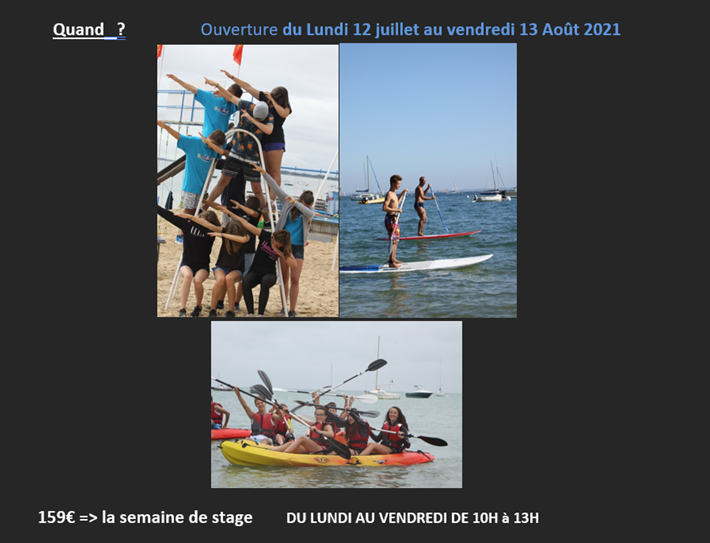 Quand ? Ouverture du Lundi 12 juillet au vendredi 13 Août 2021
159€ => la semaine de stage DU LUNDI AU VENDREDI DE 10H à 13H